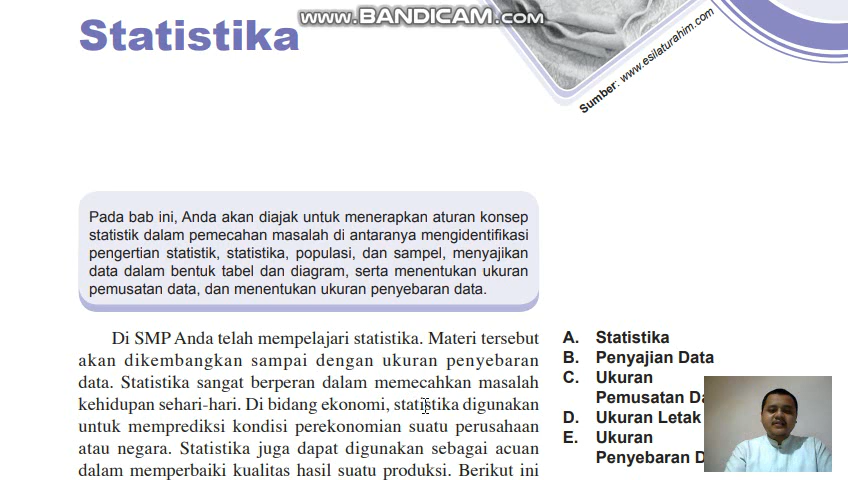 www.BANDICAM.com
Statistika
Sumber: www.esilaturahim.com
Pada bab ini, Anda akan diajak untuk menerapkan aturan konsep
statistik dalam pemecahan masalah di antaranya mengidentifikasi
pengertian statistik, statistika, populasi, dan sampel, menyajikan
data dalam bentuk tabel dan diagram, serta menentukan ukuran
pemusatan data, dan menentukan ukuran penyebaran data.
Di SMP Anda telah mempelajari statistika. Materi tersebut
akan dikembangkan sampai dengan ukuran penyebaran
data. Statistika sangat berperan dalam memecahkan masalah
kehidupan sehari-hari. Di bidang ekonomi, statistika digunakan
untuk memprediksi kondisi perekonomian suatu perusahaan
atau negara. Statistika juga dapat digunakan sebagai acuan
dalam memperbaiki kualitas hasil suatu produksi. Berikut ini
A. Statistika
B. Penyajian Data
C. Ukuran
Pemusatan Da
D. Ukuran Letak
E. Ukuran
Penyebaran D